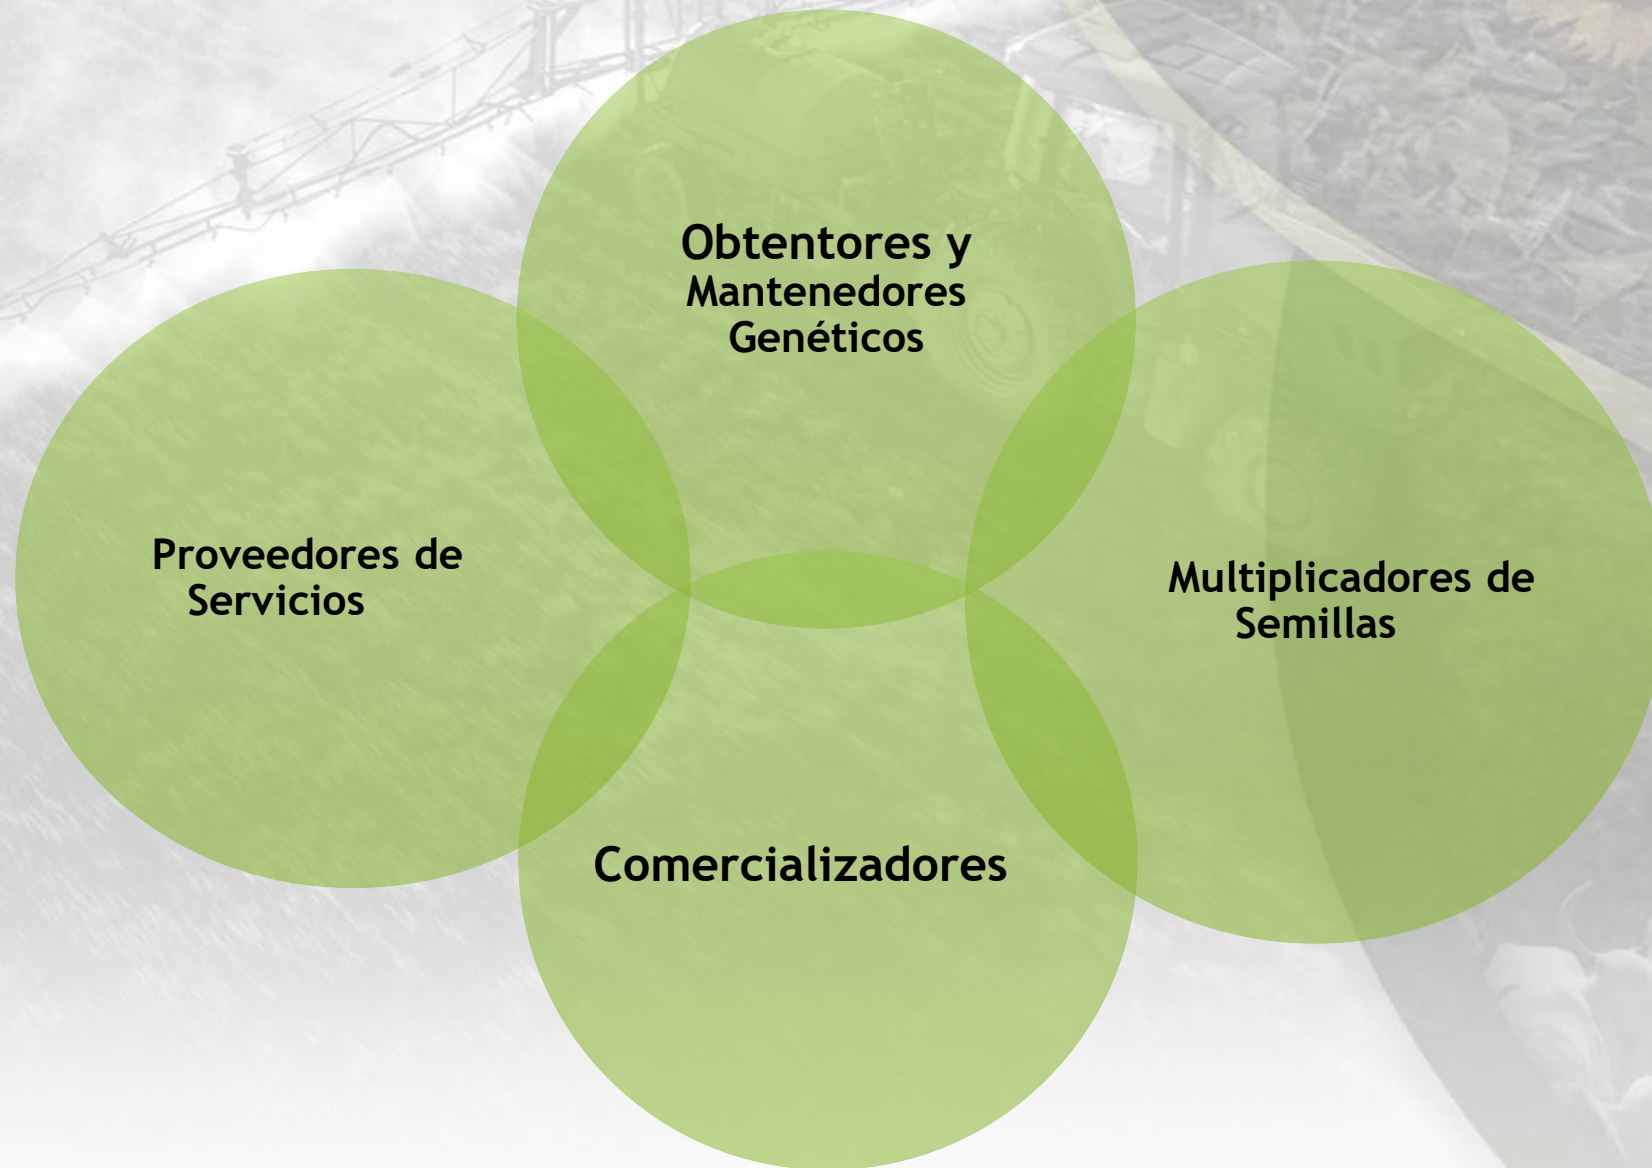 Obtentores y
Mantenedores
Genéticos
Proveedores de
Servicios
Multiplicadores de
Semillas
Comercializadores